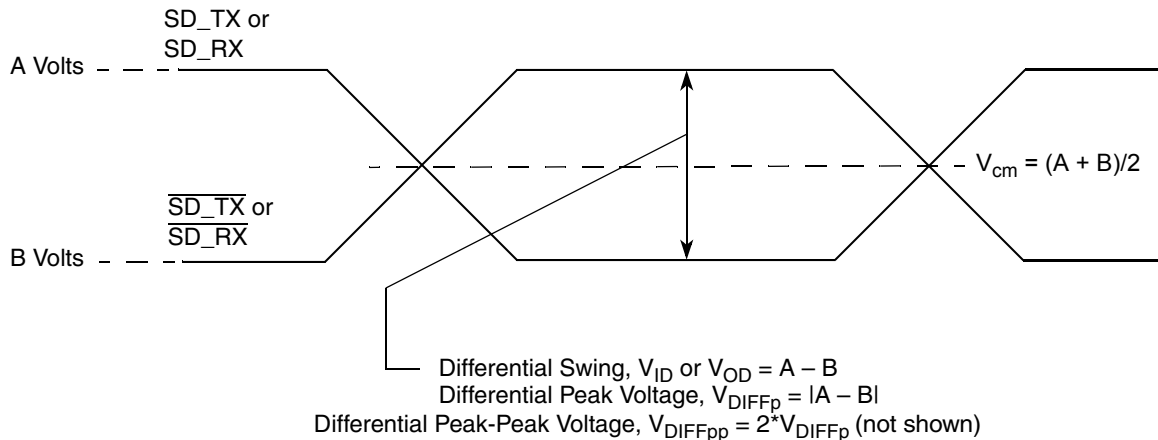 SD_TX or
SD_RX
A Volts
V_cm = (A + B)/2
SD_TX or
SD_RX
B Volts
Differential Swing, V_ID or V_OD = A – B
Differential Peak Voltage, V_DIFFp = |A – B|
Differential Peak-Peak Voltage, V_DIFFpp = 2*V_DIFFp (not shown)